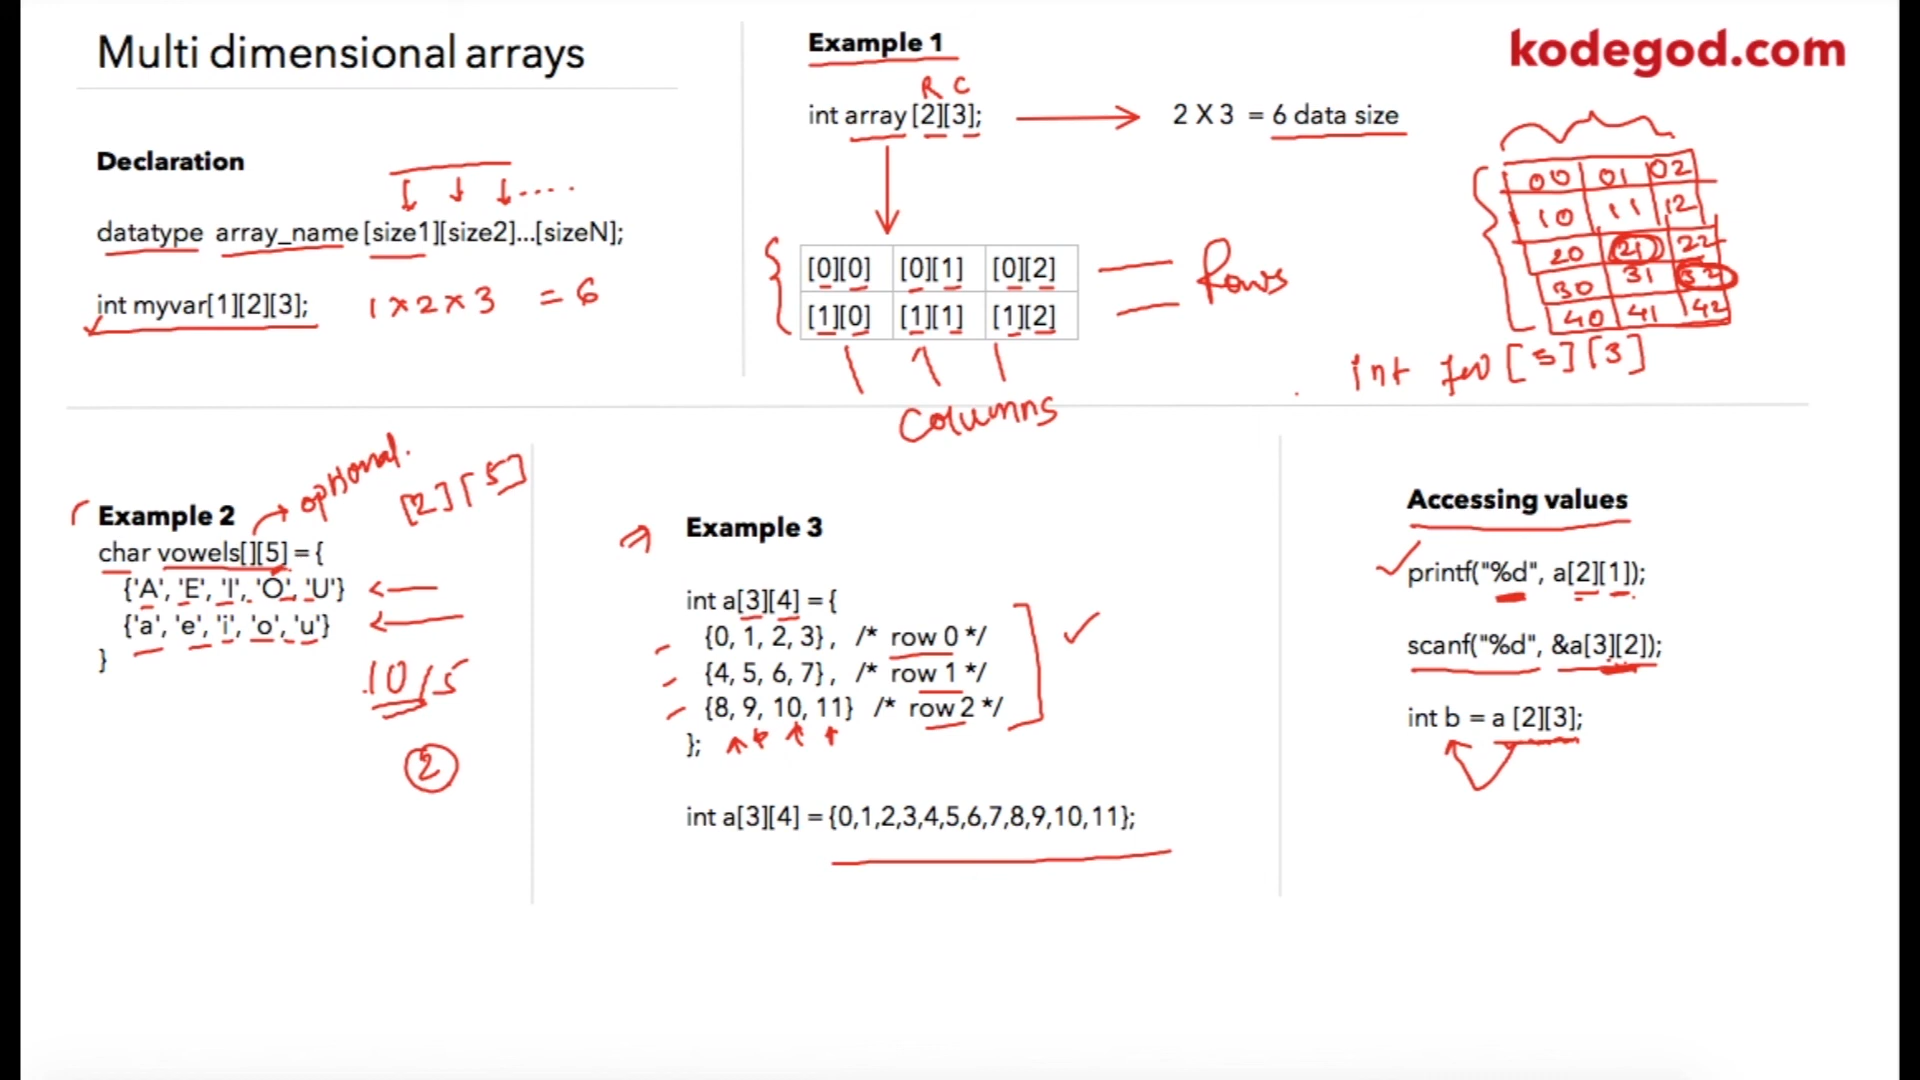 Multi dimensional arrays
kodegod.com
Declaration
datatype array_name [size1][size2]...[sizeN];
int myvar[1][2][3];
1 x 2 x 3 = 6
Example 1
R C
int array [2][3];
2 X 3 = 6 data size
[0][0] [0][1] [0][2]
[1][0] [1][1] [1][2]
Rows
Columns
00 01 02
10 11 12
20 21 22
30 31 32
40 41 42
int [5][3]
optional.
[2][5]
Example 2
char vowels[][5] = {
{'A', 'E', 'I', 'O', 'U'}
{'a', 'e', 'i', 'o', 'u'}
}
10/5
2
Example 3
int a[3][4] = {
{0, 1, 2, 3} , /* row 0 */
{4, 5, 6, 7} , /* row 1 */
{8, 9, 10, 11} /* row 2 */
};
int a[3][4] = {0,1,2,3,4,5,6,7,8,9,10,11};
Accessing values
printf("%d", a[2][1]);
scanf("%d", &a[3][2]);
int b = a [2][3];